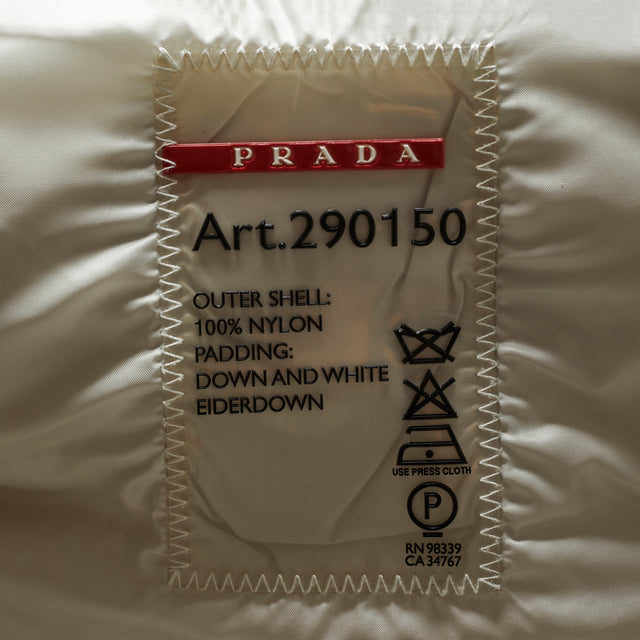 PRADA
Art.290150
OUTER SHELL:
100% NYLON
PADDING:
DOWN AND WHITE
EIDERDOWN
USE PRESS CLOTH
P
RN 98339
CA 34767